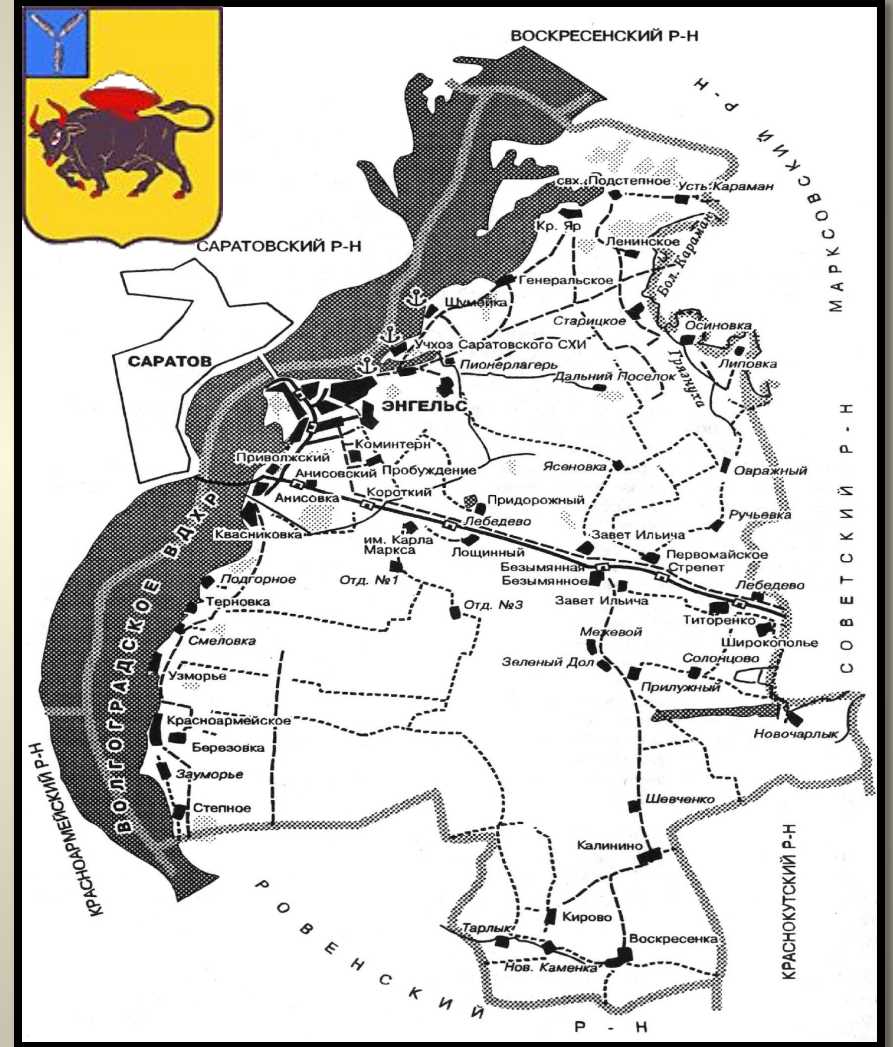 ВОСКРЕСЕНСКИЙ Р-Н
МАРКСОВСКИЙ Р-Н
свх. Подстепное
Усть-Караман
Кр. Яр
САРАТОВСКИЙ Р-Н
Ленинское
Бол. Караман
Генеральское
Шумейка
Старицкое
Осиновка
Учхоз Саратовского СХИ
САРАТОВ
Пионерлагерь
Грязнуха
Липовка
Дальний Поселок
ЭНГЕЛЬС
Коминтерн
Приволжский
Пробуждение
Ясеновка
Овражный
Анисовский
Анисовка
Короткий
Придорожный
Ручьевка
Квасниковка
Лебедево
им. Карла
Маркса
Лощинный
Завет Ильича
Первомайское
Безымянная
Стрепет
Отд. №1
Безымянное
Лебедево
Подгорное
Завет Ильича
Терновка
Отд. №3
Титоренко
Широкополье
Смеловка
Межевой
Зеленый Дол
Солонцово
Узморье
Прилужный
СОВЕТСКИЙ Р-Н
ВОЛГОГРАДСКОЕ ВДХР
Красноармейское
Новочарлык
Березовка
Зауморье
Степное
Шевченко
КРАСНОАРМЕЙСКИЙ Р-Н
Калинино
КРАСНОКУТСКИЙ Р-Н
Кирово
Тарлык
Воскресенка
Нов. Каменка
РОВЕНСКИЙ Р-Н